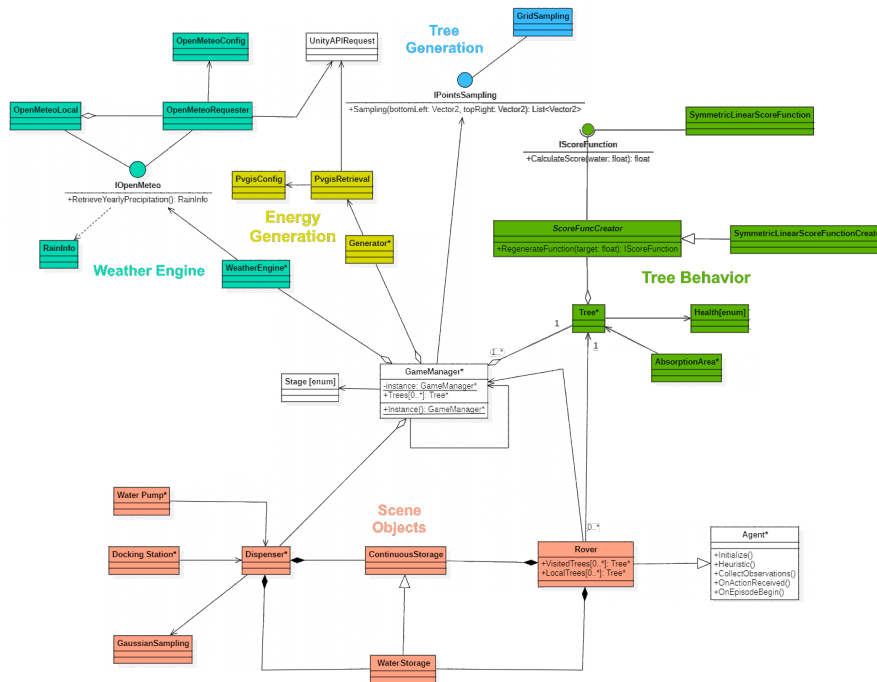 GridSampling
Tree
Generation
OpenMeteoConfig
UnityAPIRequest
IPointsSampling
+Sampling(bottomLeft: Vector2, topRight: Vector2): List<Vector2>
OpenMeteoLocal
OpenMeteoRequester
SymmetricLinearScoreFunction
IScoreFunction
+CalculateScore(water: float): float
IOpenMeteo
+RetrieveYearlyPrecipitation(): RainInfo
PvgisConfig
PvgisRetrieval
Energy
Generation
ScoreFuncCreator
+RegenerateFunction(target: float): IScoreFunction
SymmetricLinearScoreFunctionCreato
RainInfo
Generator*
Weather Engine
WeatherEngine*
Tree Behavior
Tree*
Health[enum]
1
1..*
1
AbsorptionArea*
GameManager*
-instance: GameManager*
+Trees[0..*]: Tree*
+Instance(): GameManager*
Stage [enum]
Water Pump*
Scene
Objects
0..*
Docking Station*
Dispenser*
ContinuousStorage
Rover
+VisitedTrees[0..*]: Tree*
+LocalTrees[0..*]: Tree*
Agent*
+Initialize()
+Heuristic()
+CollectObservations()
+OnActionReceived()
+OnEpisodeBegin()
GaussianSampling
WaterStorage